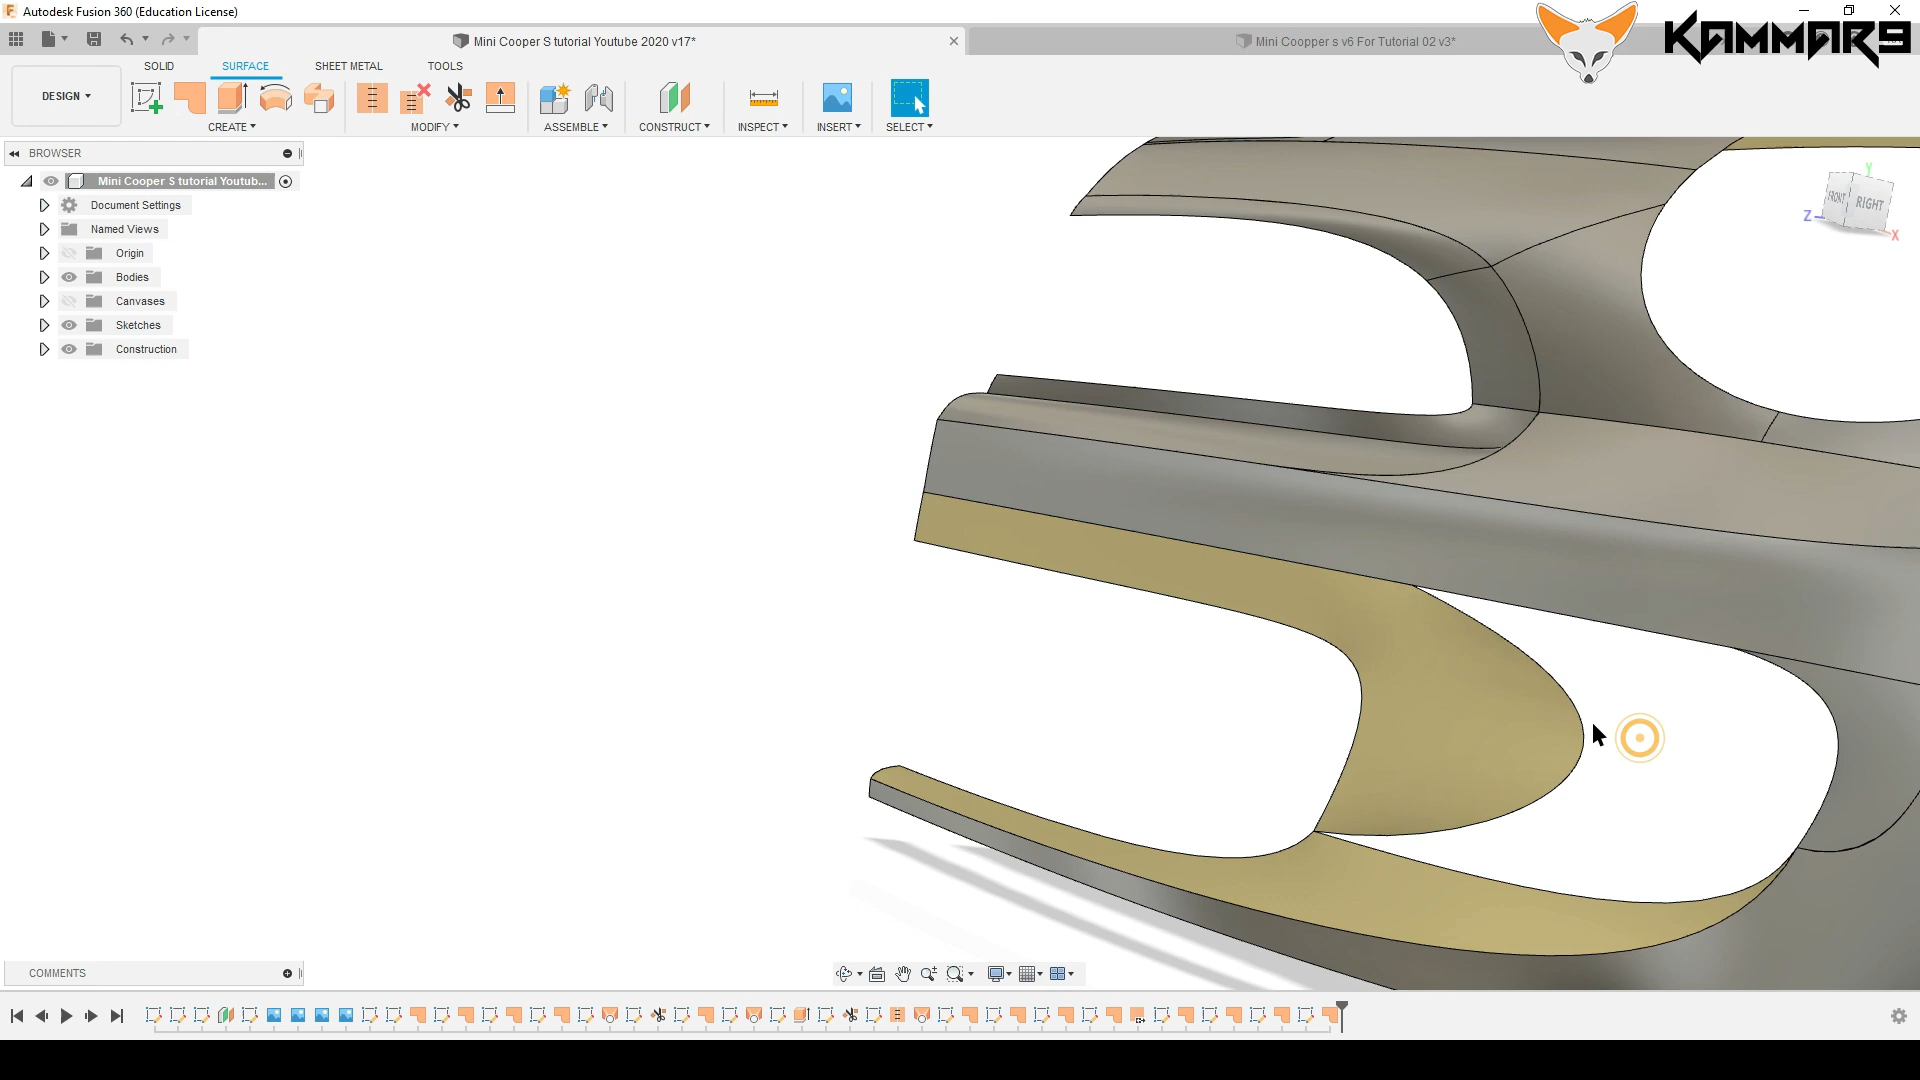 Autodesk Fusion 360 (Education License)
KAMMAR9
Mini Cooper S tutorial Youtube 2020 v17*
Mini Coopper s v6 For Tutorial 02 v3*
SOLID
SURFACE
SHEET METAL
TOOLS
DESIGN
CREATE
MODIFY
ASSEMBLE
CONSTRUCT
INSPECT
INSERT
SELECT
BROWSER
Mini Cooper S tutorial Youtub...
Document Settings
Named Views
Origin
Bodies
Canvases
Sketches
Construction
Y
FRONT
RIGHT
Z
X
COMMENTS